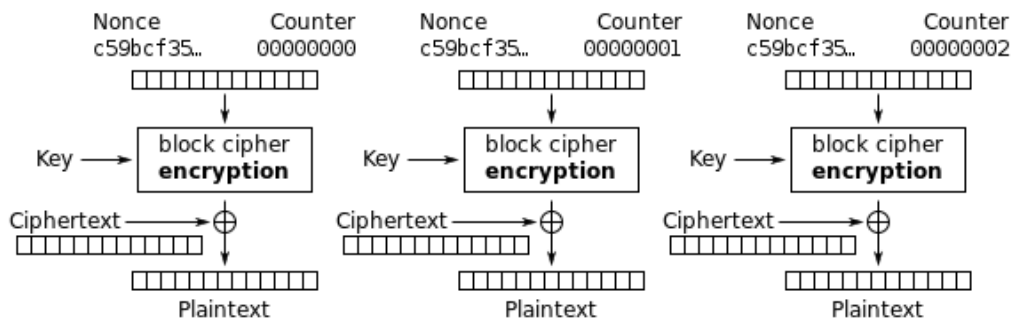 Nonce Counter Nonce Counter Nonce Counter
c59bcf35… 00000000 c59bcf35… 00000001 c59bcf35… 00000002
block cipher block cipher block cipher
Key encryption Key encryption Key encryption
Ciphertext Ciphertext Ciphertext
Plaintext Plaintext Plaintext